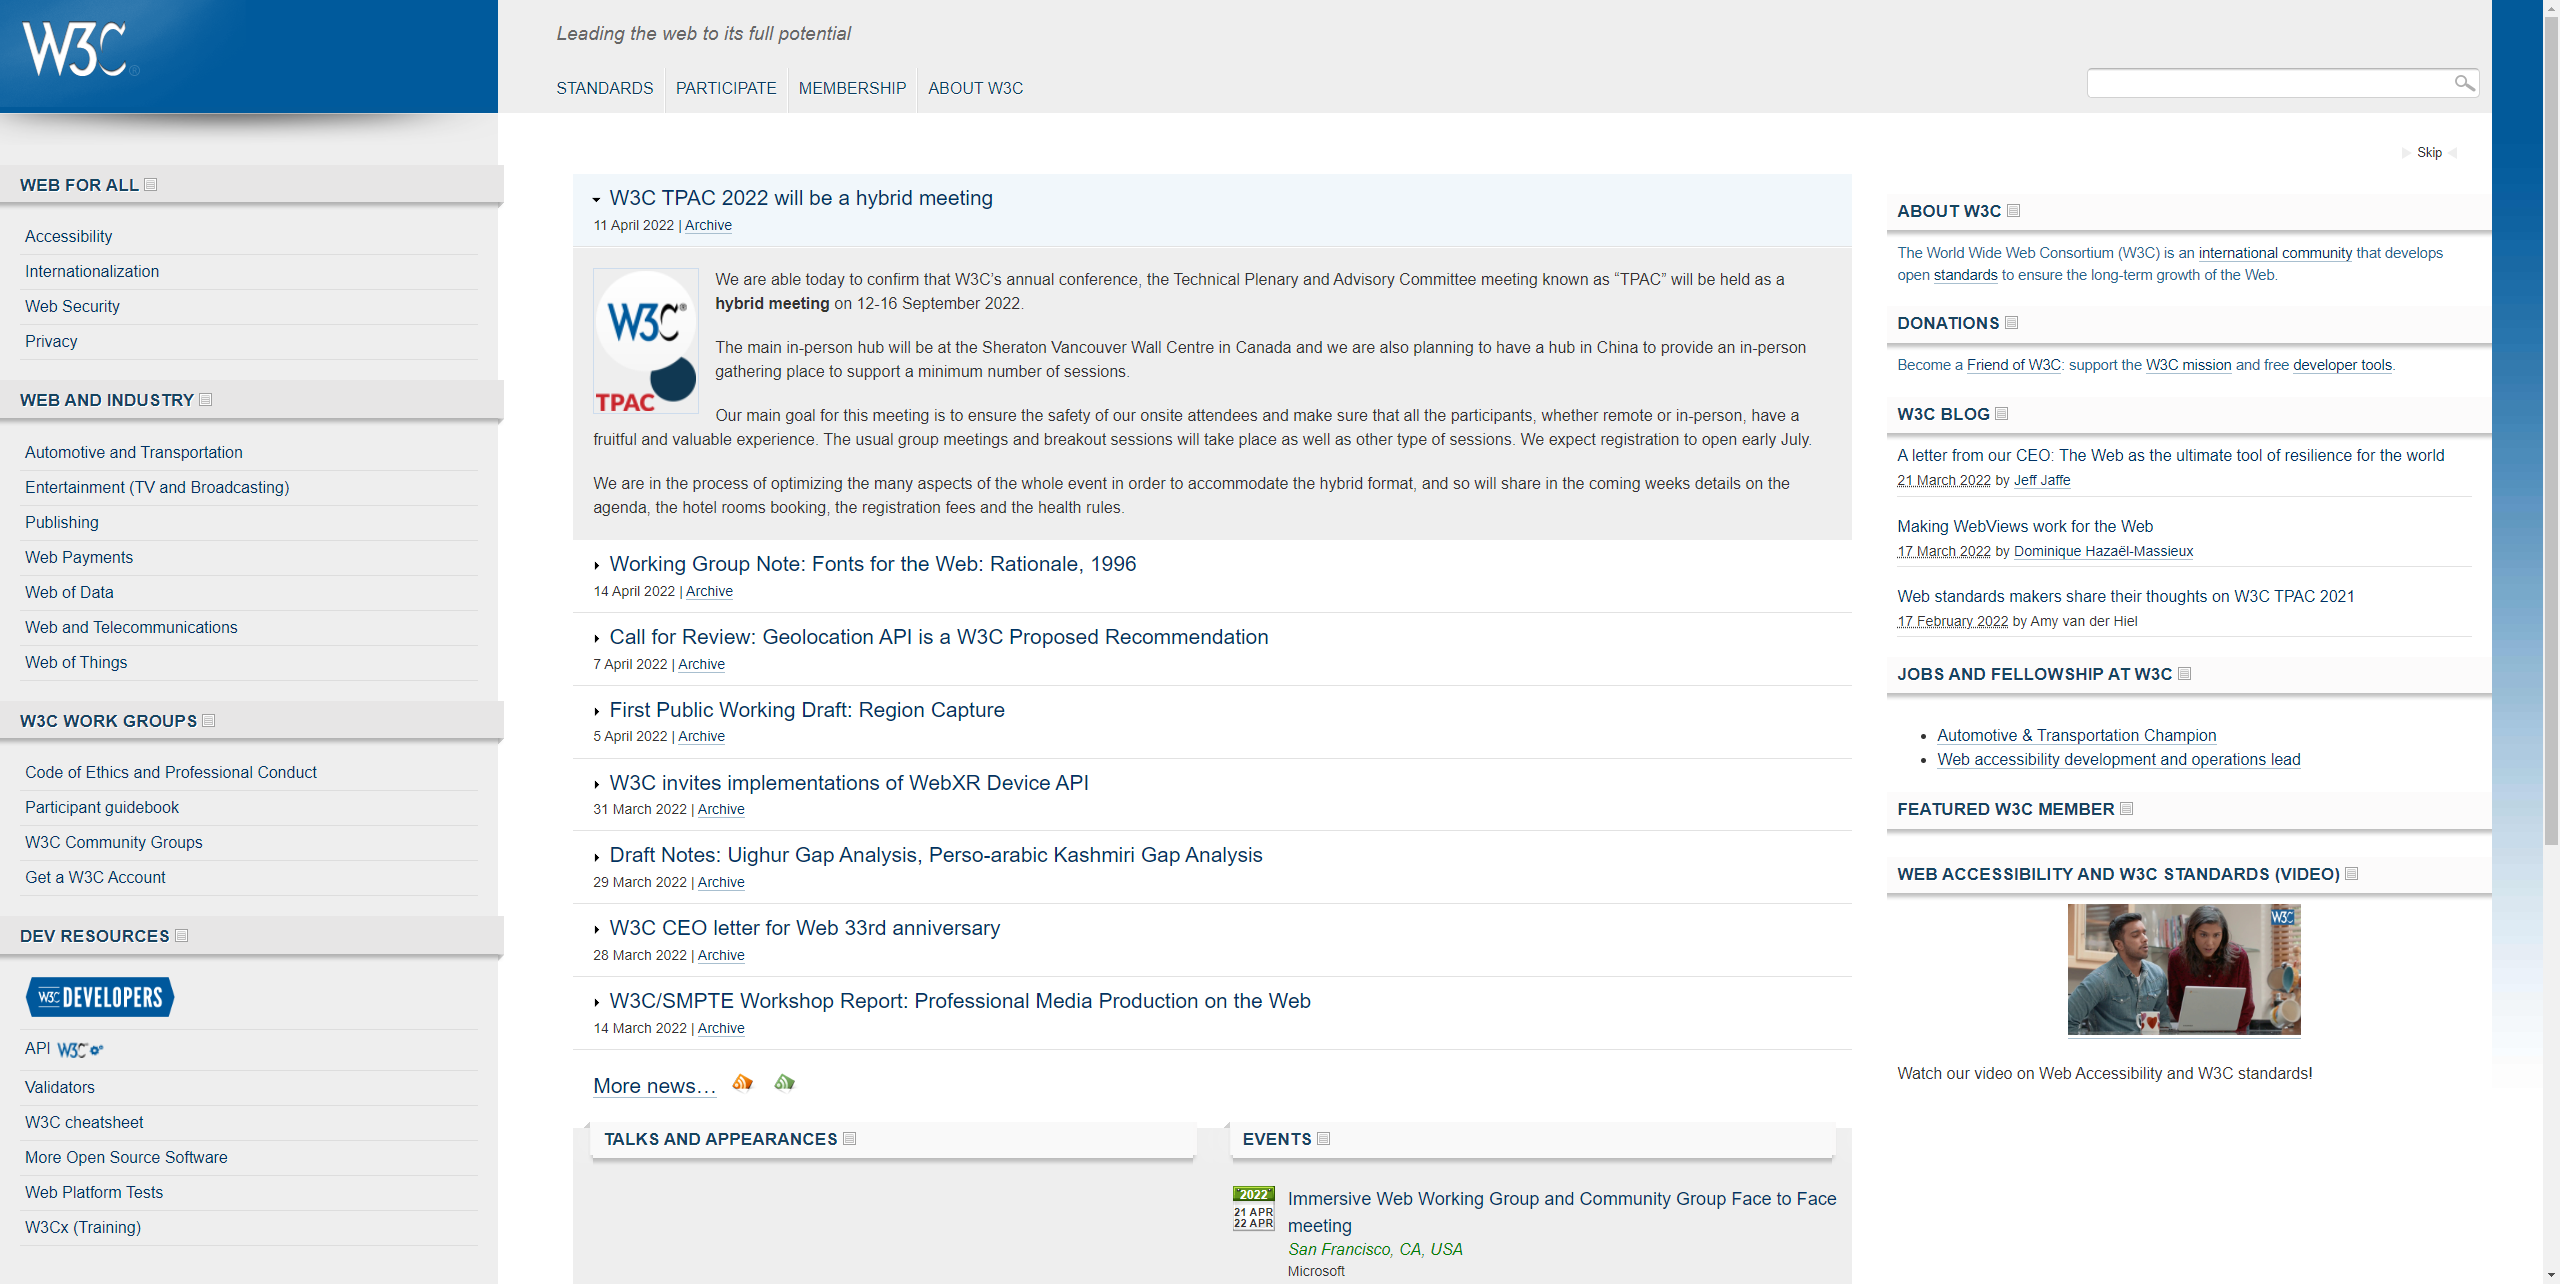 W3C®
Leading the web to its full potential
STANDARDS
PARTICIPATE
MEMBERSHIP
ABOUT W3C
Skip
WEB FOR ALL
Accessibility
Internationalization
Web Security
Privacy
WEB AND INDUSTRY
Automotive and Transportation
Entertainment (TV and Broadcasting)
Publishing
Web Payments
Web of Data
Web and Telecommunications
Web of Things
W3C WORK GROUPS
Code of Ethics and Professional Conduct
Participant guidebook
W3C Community Groups
Get a W3C Account
DEV RESOURCES
W3C DEVELOPERS
API W3C
Validators
W3C cheatsheet
More Open Source Software
Web Platform Tests
W3Cx (Training)
W3C TPAC 2022 will be a hybrid meeting
11 April 2022 | Archive
W3C®
TPAC
We are able today to confirm that W3C’s annual conference, the Technical Plenary and Advisory Committee meeting known as “TPAC” will be held as a
hybrid meeting on 12-16 September 2022.
The main in-person hub will be at the Sheraton Vancouver Wall Centre in Canada and we are also planning to have a hub in China to provide an in-person
gathering place to support a minimum number of sessions.
Our main goal for this meeting is to ensure the safety of our onsite attendees and make sure that all the participants, whether remote or in-person, have a
fruitful and valuable experience. The usual group meetings and breakout sessions will take place as well as other type of sessions. We expect registration to open early July.
We are in the process of optimizing the many aspects of the whole event in order to accommodate the hybrid format, and so will share in the coming weeks details on the
agenda, the hotel rooms booking, the registration fees and the health rules.
Working Group Note: Fonts for the Web: Rationale, 1996
14 April 2022 | Archive
Call for Review: Geolocation API is a W3C Proposed Recommendation
7 April 2022 | Archive
First Public Working Draft: Region Capture
5 April 2022 | Archive
W3C invites implementations of WebXR Device API
31 March 2022 | Archive
Draft Notes: Uighur Gap Analysis, Perso-arabic Kashmiri Gap Analysis
29 March 2022 | Archive
W3C CEO letter for Web 33rd anniversary
28 March 2022 | Archive
W3C/SMPTE Workshop Report: Professional Media Production on the Web
14 March 2022 | Archive
More news…
TALKS AND APPEARANCES
EVENTS
2022
21 APR
22 APR
Immersive Web Working Group and Community Group Face to Face
meeting
San Francisco, CA, USA
Microsoft
ABOUT W3C
The World Wide Web Consortium (W3C) is an international community that develops
open standards to ensure the long-term growth of the Web.
DONATIONS
Become a Friend of W3C: support the W3C mission and free developer tools.
W3C BLOG
A letter from our CEO: The Web as the ultimate tool of resilience for the world
21 March 2022 by Jeff Jaffe
Making WebViews work for the Web
17 March 2022 by Dominique Hazaël-Massieux
Web standards makers share their thoughts on W3C TPAC 2021
17 February 2022 by Amy van der Hiel
JOBS AND FELLOWSHIP AT W3C
Automotive & Transportation Champion
Web accessibility development and operations lead
FEATURED W3C MEMBER
WEB ACCESSIBILITY AND W3C STANDARDS (VIDEO)
W3C
Watch our video on Web Accessibility and W3C standards!